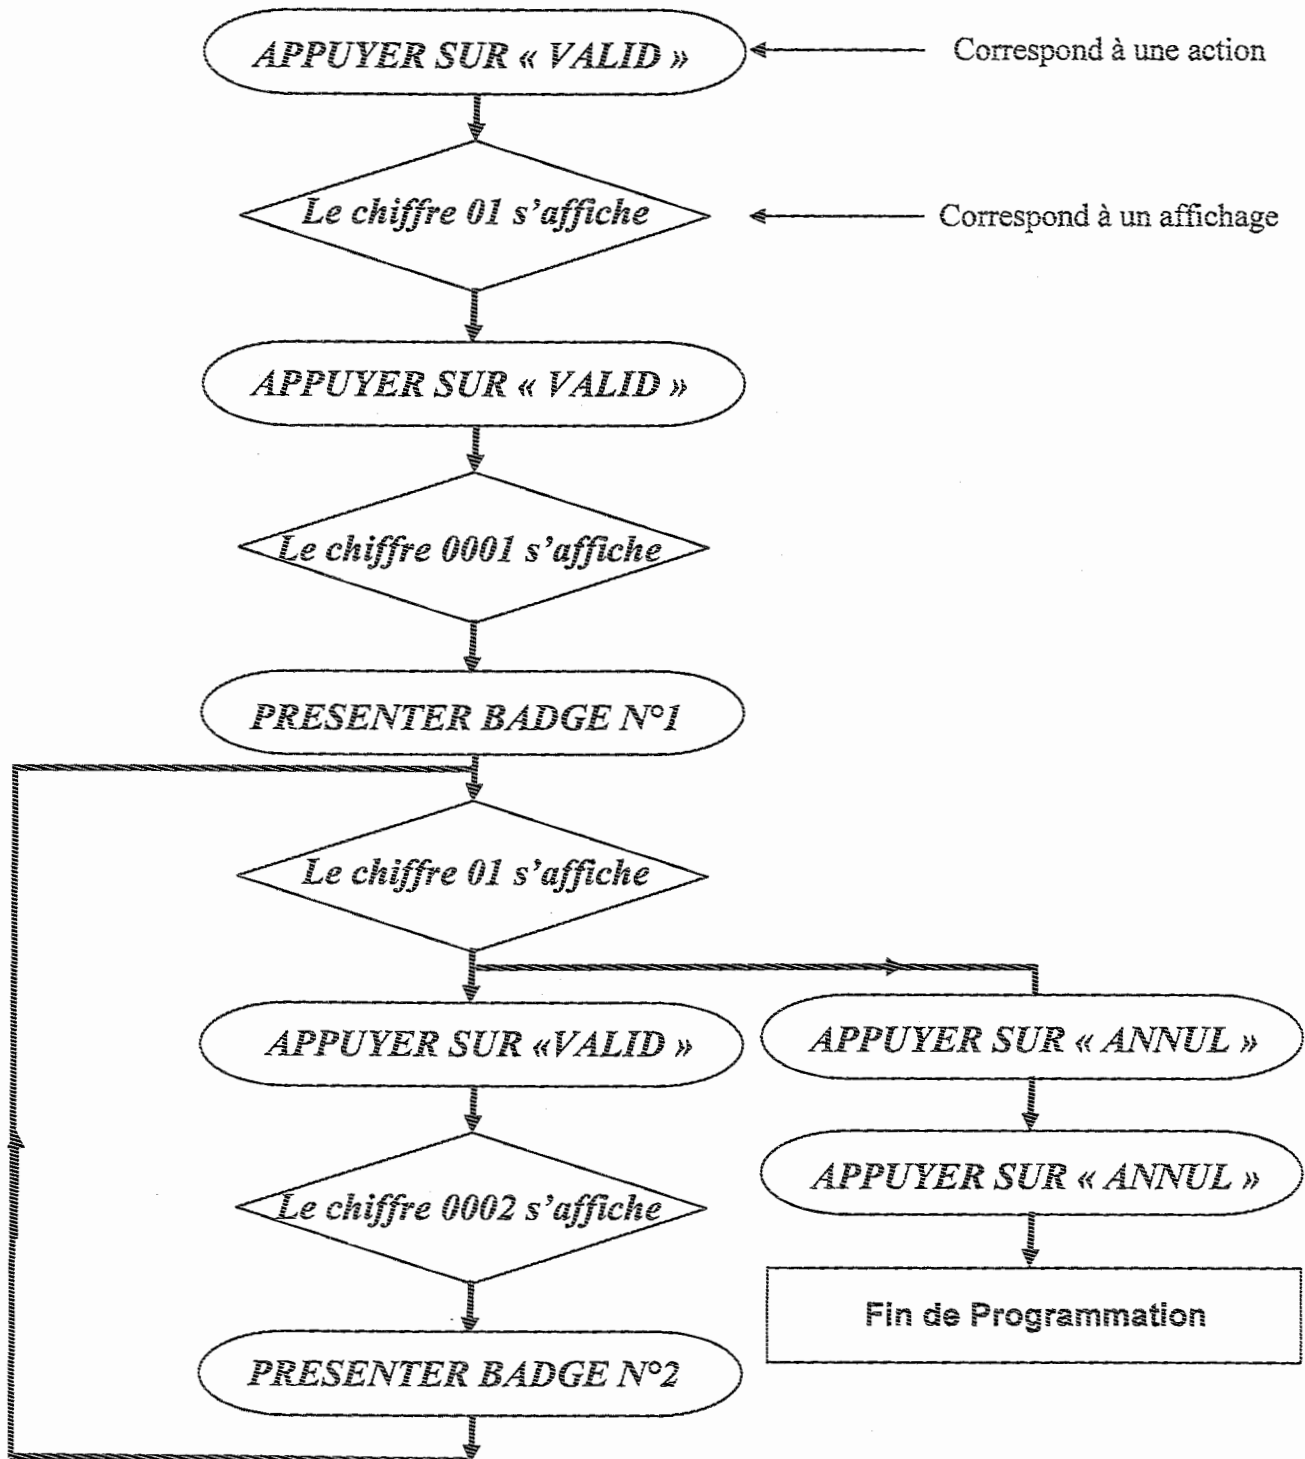 APPUYER SUR « VALID »
Correspond à une action
Le chiffre 01 s'affiche
Correspond à un affichage
APPUYER SUR « VALID »
Le chiffre 0001 s'affiche
PRESENTER BADGE N°1
Le chiffre 01 s'affiche
APPUYER SUR «VALID »
APPUYER SUR « ANNUL »
APPUYER SUR « ANNUL »
Le chiffre 0002 s'affiche
Fin de Programmation
PRESENTER BADGE N°2